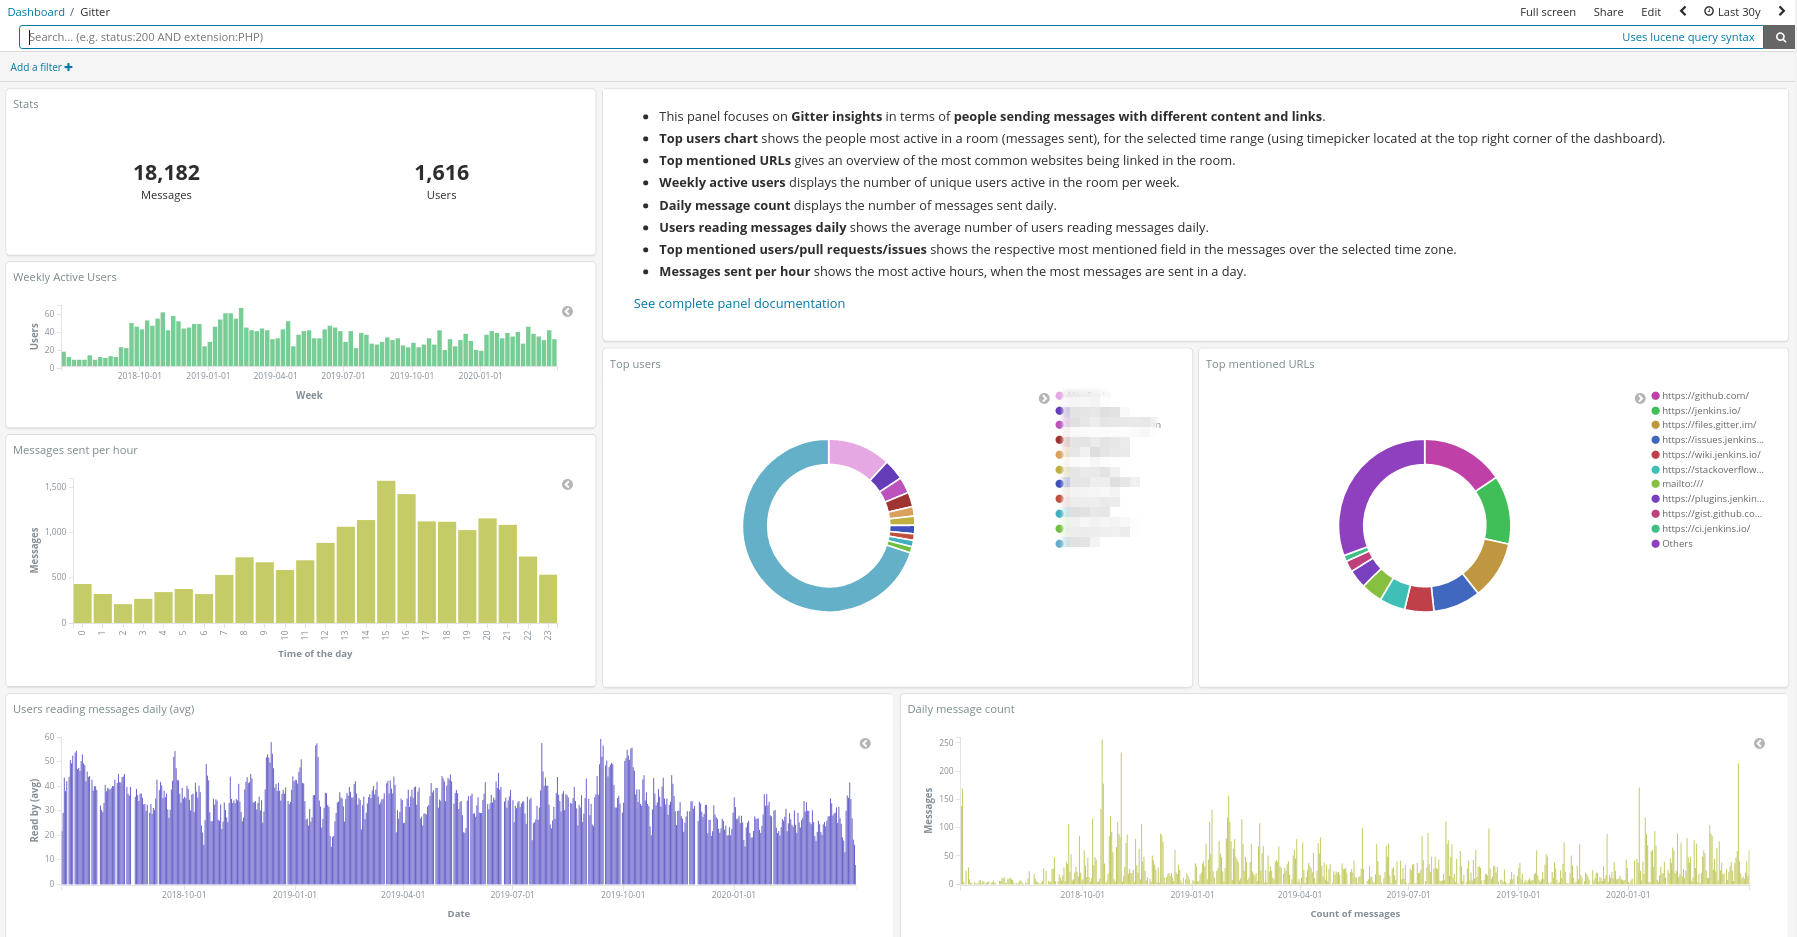 Dashboard / Gitter
Full screen Share Edit Last 30y
Search... (e.g. status:200 AND extension:PHP)
Uses lucene query syntax
Add a filter
Stats
18,182
Messages
1,616
Users
This panel focuses on Gitter insights in terms of people sending messages with different content and links.
Top users chart shows the people most active in a room (messages sent), for the selected time range (using timepicker located at the top right corner of the dashboard).
Top mentioned URLs gives an overview of the most common websites being linked in the room.
Weekly active users displays the number of unique users active in the room per week.
Daily message count displays the number of messages sent daily.
Users reading messages daily shows the average number of users reading messages daily.
Top mentioned users/pull requests/issues shows the respective most mentioned field in the messages over the selected time zone.
Messages sent per hour shows the most active hours, when the most messages are sent in a day.
See complete panel documentation
Weekly Active Users
Users
60
40
20
0
2018-10-01 2019-01-01 2019-04-01 2019-07-01 2019-10-01 2020-01-01
Week
Messages sent per hour
Messages
1,500
1,000
500
0
0 1 2 3 4 5 6 7 8 9 10 11 12 13 14 15 16 17 18 19 20 21 22 23
Time of the day
Top users
n
Top mentioned URLs
https://github.com/
https://jenkins.io/
https://files.gitter.im/
https://issues.jenkins...
https://wiki.jenkins.io/
https://stackoverflow...
mailto:///
https://plugins.jenkin...
https://gist.github.co...
https://ci.jenkins.io/
Others
Users reading messages daily (avg)
Read by (avg)
60
50
40
30
20
10
0
2018-10-01 2019-01-01 2019-04-01 2019-07-01 2019-10-01 2020-01-01
Date
Daily message count
Messages
250
200
150
100
50
0
2018-10-01 2019-01-01 2019-04-01 2019-07-01 2019-10-01 2020-01-01
Count of messages